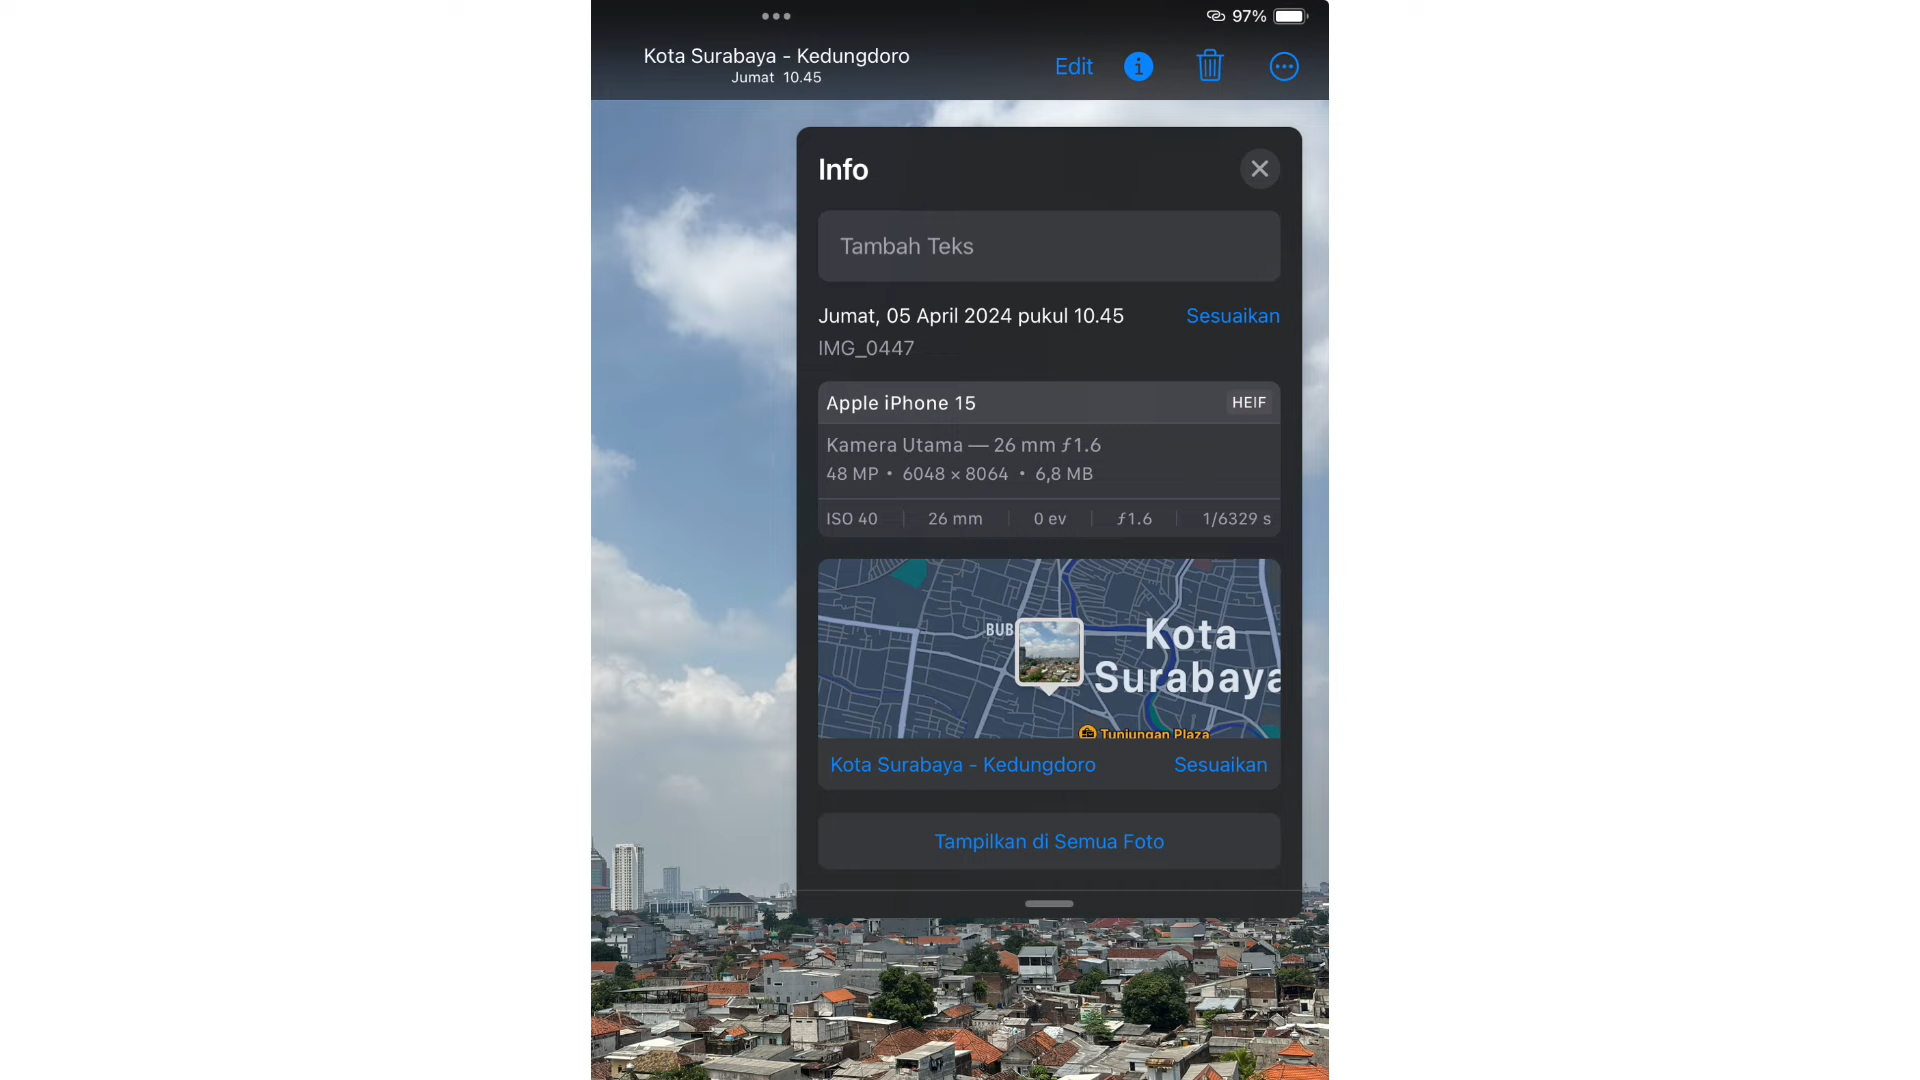 97%
Kota Surabaya - Kedungdoro
Jumat 10.45
Edit
Info
Tambah Teks
Jumat, 05 April 2024 pukul 10.45
Sesuaikan
IMG_0447
Apple iPhone 15
HEIF
Kamera Utama — 26 mm ƒ1.6
48 MP • 6048 × 8064 • 6,8 MB
ISO 40
26 mm
0 ev
ƒ1.6
1/6329 s
BUB
Kota
Surabaya
Tunjungan Plaza
Kota Surabaya - Kedungdoro
Sesuaikan
Tampilkan di Semua Foto